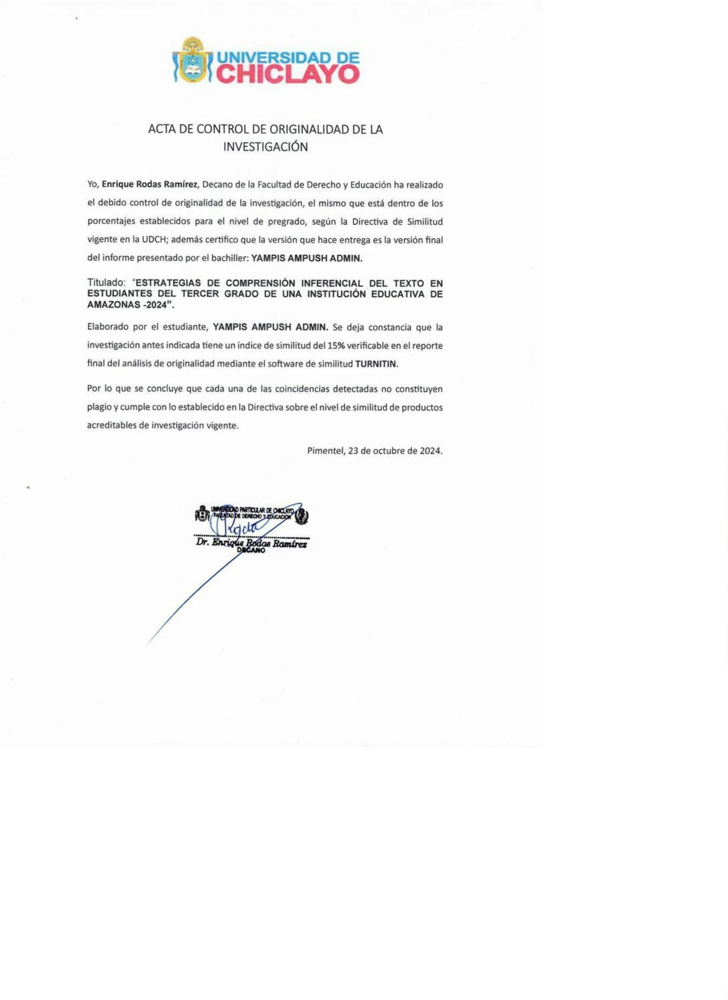 UNIVERSIDAD DE
CHICLAYO
ACTA DE CONTROL DE ORIGINALIDAD DE LA
INVESTIGACIÓN
Yo, Enrique Rodas Ramírez, Decano de la Facultad de Derecho y Educación ha realizado
el debido control de originalidad de la investigación, el mismo que está dentro de los
porcentajes establecidos para el nivel de pregrado, según la Directiva de Similitud
vigente en la UDCH; además certifico que la versión que hace entrega es la versión final
del informe presentado por el bachiller: YAMPIS AMPUSH ADMIN.
Titulado: “ESTRATEGIAS DE COMPRENSIÓN INFERENCIAL DEL TEXTO EN
ESTUDIANTES DEL TERCER GRADO DE UNA INSTITUCIÓN EDUCATIVA DE
AMAZONAS -2024”.
Elaborado por el estudiante, YAMPIS AMPUSH ADMIN. Se deja constancia que la
investigación antes indicada tiene un índice de similitud del 15% verificable en el reporte
final del análisis de originalidad mediante el software de similitud TURNITIN.
Por lo que se concluye que cada una de las coincidencias detectadas no constituyen
plagio y cumple con lo establecido en la Directiva sobre el nivel de similitud de productos
acreditables de investigación vigente.
Pimentel, 23 de octubre de 2024.
UNIVERSIDAD PARTICULAR DE CHICLAYO
FACULTAD DE DERECHO Y EDUCACIÓN
Dr. Enrique Rodas Ramírez
DECANO